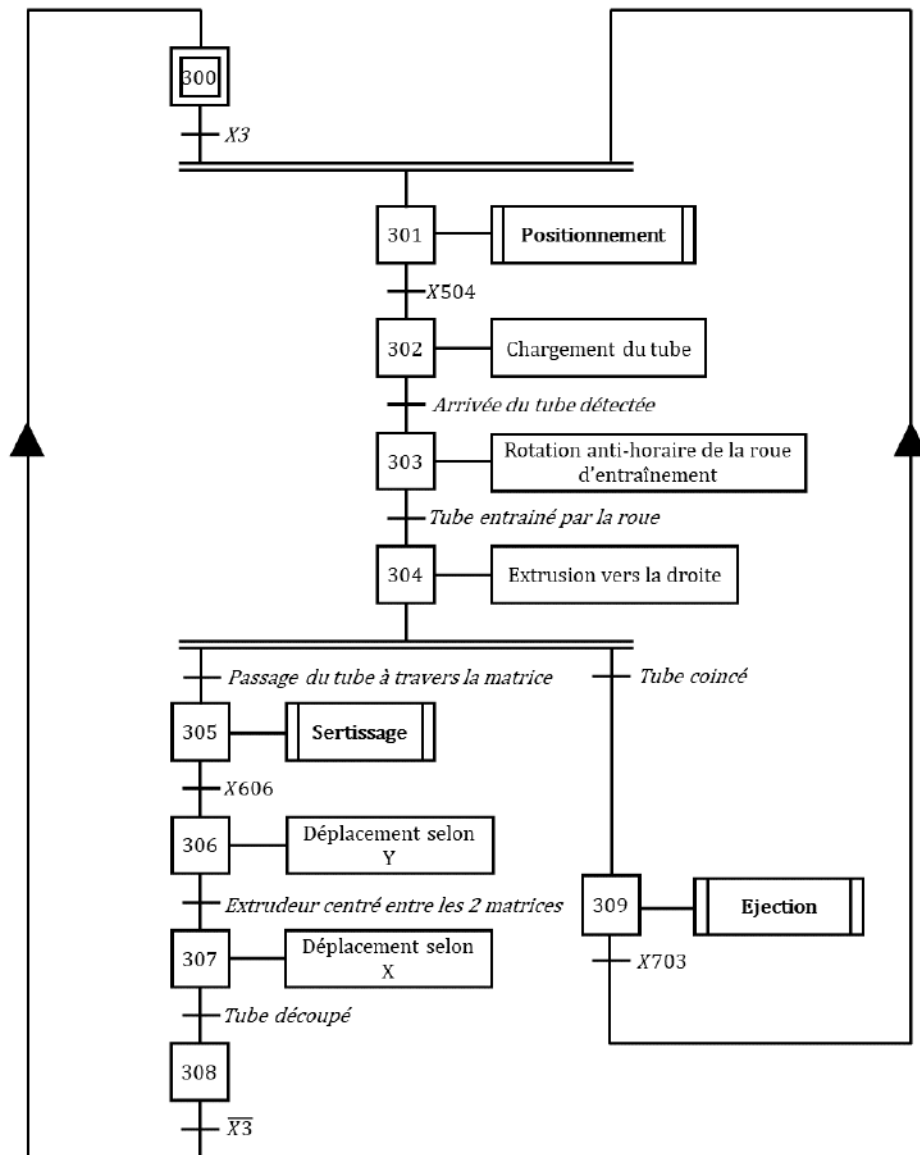 300
X3
301
Positionnement
X504
302
Chargement du tube
Arrivée du tube détectée
303
Rotation anti-horaire de la roue
d'entraînement
Tube entrainé par la roue
304
Extrusion vers la droite
Passage du tube à travers la matrice
Tube coincé
305
Sertissage
X606
306
Déplacement selon
Y
Extrudeur centré entre les 2 matrices
309
Ejection
307
Déplacement selon
X
X703
Tube découpé
308
X̅3̅